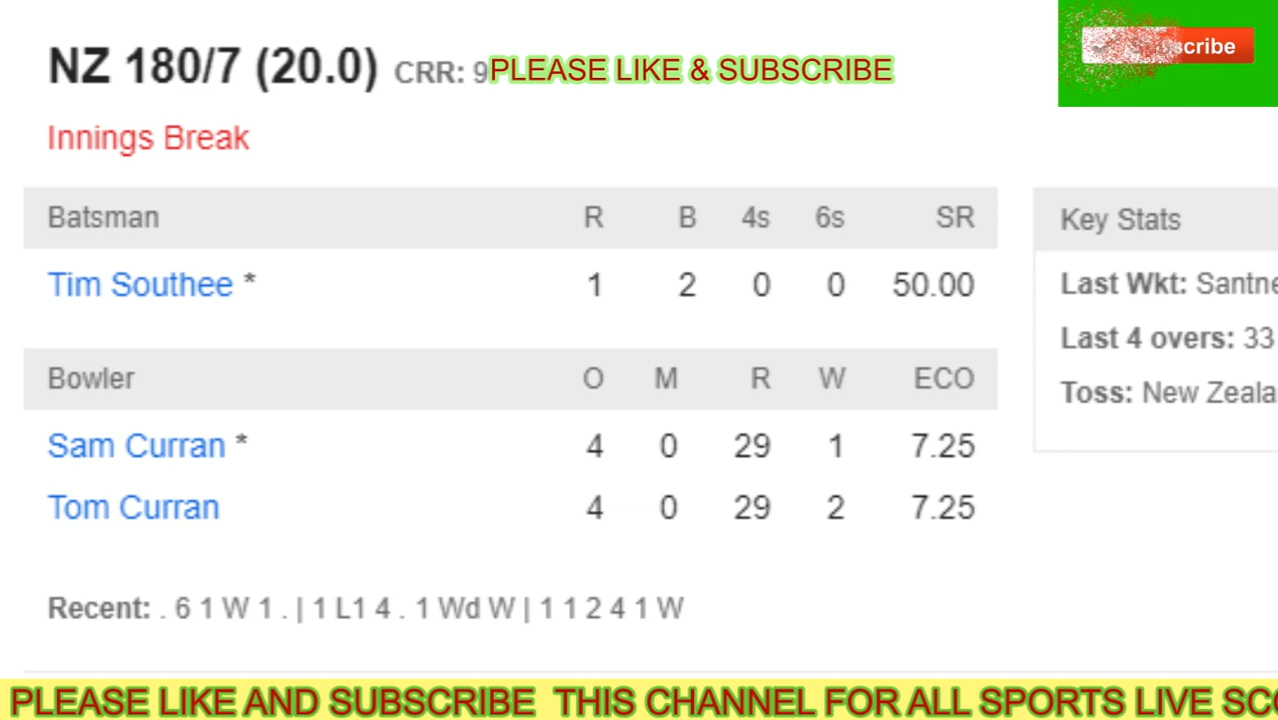 NZ 180/7 (20.0) CRR: 9 PLEASE LIKE & SUBSCRIBE
Innings Break
Batsman R B 4s 6s SR
Tim Southee * 1 2 0 0 50.00
Bowler O M R W ECO
Sam Curran * 4 0 29 1 7.25
Tom Curran 4 0 29 2 7.25
Recent: . 6 1 W 1 . | 1 L1 4 . 1 Wd W | 1 1 2 4 1 W
Key Stats
Last Wkt: Santne
Last 4 overs: 33
Toss: New Zeala
PLEASE LIKE AND SUBSCRIBE THIS CHANNEL FOR ALL SPORTS LIVE